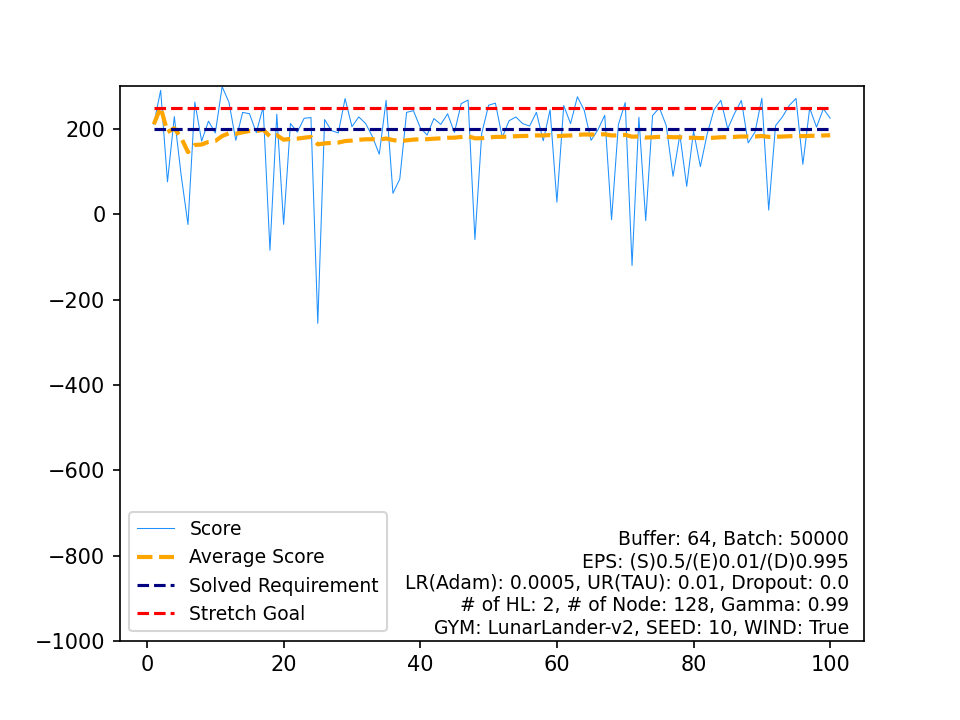 200
0
−200
−400
−600
−800
−1000
0
20
40
60
80
100
Score
Average Score
Solved Requirement
Stretch Goal
Buffer: 64, Batch: 50000
EPS: (S)0.5/(E)0.01/(D)0.995
LR(Adam): 0.0005, UR(TAU): 0.01, Dropout: 0.0
# of HL: 2, # of Node: 128, Gamma: 0.99
GYM: LunarLander-v2, SEED: 10, WIND: True